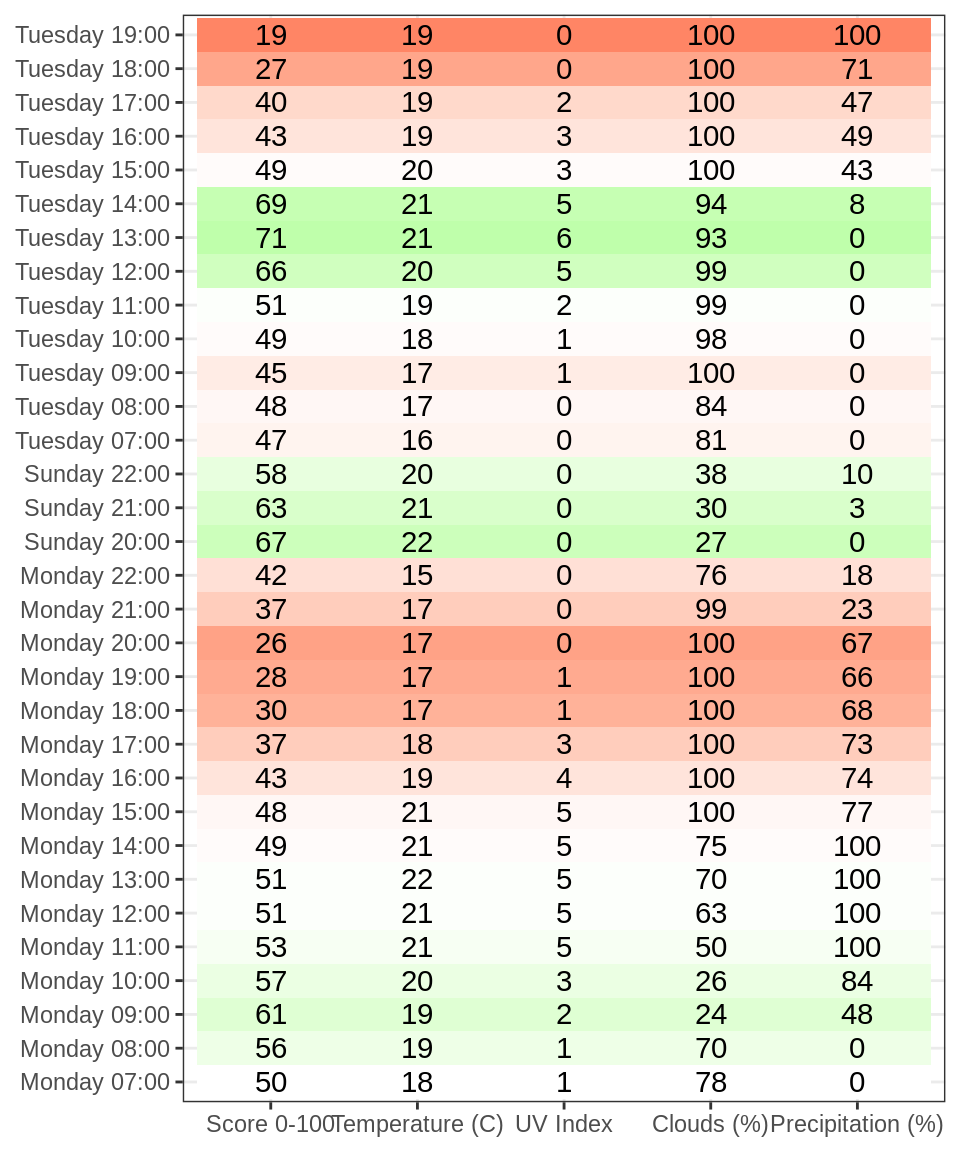 Tuesday 19:00 19 19 0 100 100
Tuesday 18:00 27 19 0 100 71
Tuesday 17:00 40 19 2 100 47
Tuesday 16:00 43 19 3 100 49
Tuesday 15:00 49 20 3 100 43
Tuesday 14:00 69 21 5 94 8
Tuesday 13:00 71 21 6 93 0
Tuesday 12:00 66 20 5 99 0
Tuesday 11:00 51 19 2 99 0
Tuesday 10:00 49 18 1 98 0
Tuesday 09:00 45 17 1 100 0
Tuesday 08:00 48 17 0 84 0
Tuesday 07:00 47 16 0 81 0
Sunday 22:00 58 20 0 38 10
Sunday 21:00 63 21 0 30 3
Sunday 20:00 67 22 0 27 0
Monday 22:00 42 15 0 76 18
Monday 21:00 37 17 0 99 23
Monday 20:00 26 17 0 100 67
Monday 19:00 28 17 1 100 66
Monday 18:00 30 17 1 100 68
Monday 17:00 37 18 3 100 73
Monday 16:00 43 19 4 100 74
Monday 15:00 48 21 5 100 77
Monday 14:00 49 21 5 75 100
Monday 13:00 51 22 5 70 100
Monday 12:00 51 21 5 63 100
Monday 11:00 53 21 5 50 100
Monday 10:00 57 20 3 26 84
Monday 09:00 61 19 2 24 48
Monday 08:00 56 19 1 70 0
Monday 07:00 50 18 1 78 0
Score 0-100 Temperature (C) UV Index Clouds (%) Precipitation (%)